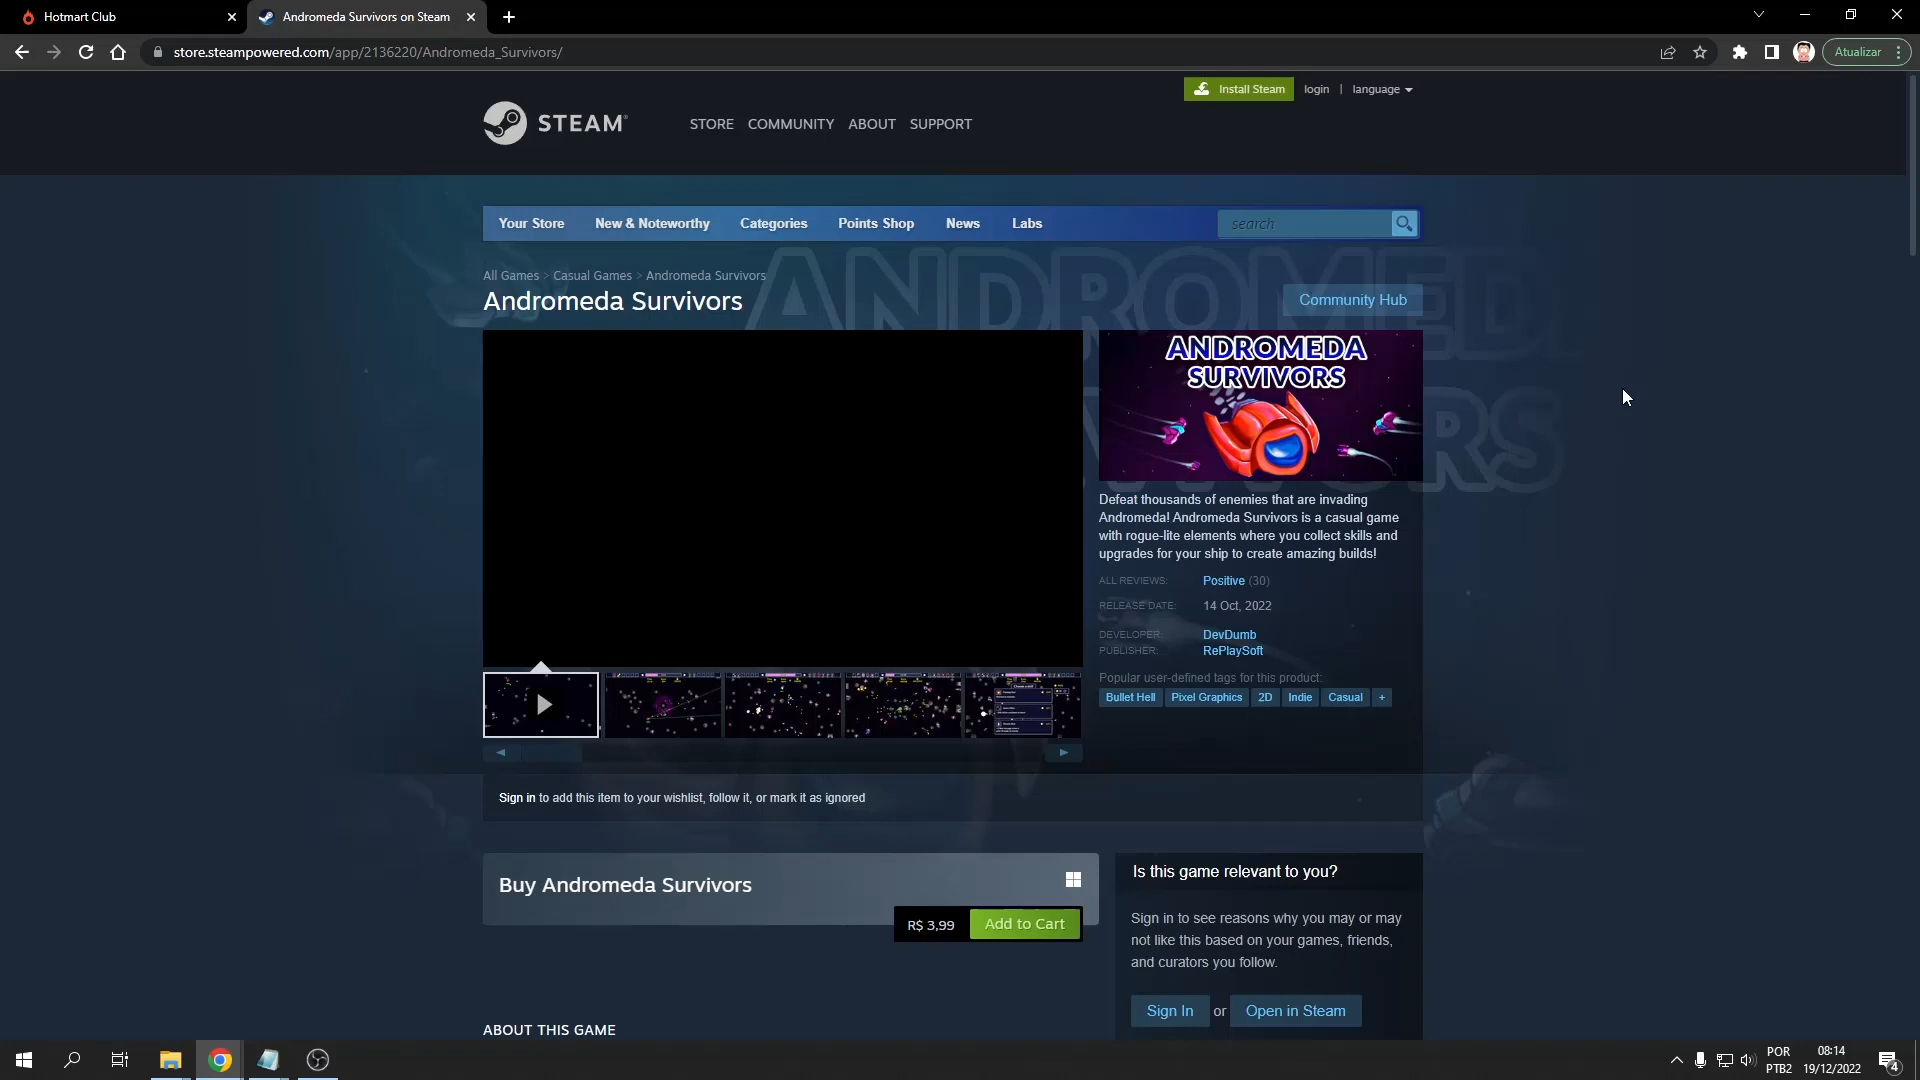 Hotmart Club
Andromeda Survivors on Steam
store.steampowered.com/app/2136220/Andromeda_Survivors/
Atualizar
Install Steam
login | language
STEAM®
STORE COMMUNITY ABOUT SUPPORT
Your Store New & Noteworthy Categories Points Shop News Labs
search
All Games > Casual Games > Andromeda Survivors
Andromeda Survivors
Community Hub
ANDROMEDA
SURVIVORS
Defeat thousands of enemies that are invading
Andromeda! Andromeda Survivors is a casual game
with rogue-lite elements where you collect skills and
upgrades for your ship to create amazing builds!
ALL REVIEWS: Positive (30)
RELEASE DATE: 14 Oct, 2022
DEVELOPER: DevDumb
PUBLISHER: RePlaySoft
Popular user-defined tags for this product:
Bullet Hell Pixel Graphics 2D Indie Casual +
Sign in to add this item to your wishlist, follow it, or mark it as ignored
Buy Andromeda Survivors
R$ 3,99 Add to Cart
Is this game relevant to you?
Sign in to see reasons why you may or may
not like this based on your games, friends,
and curators you follow.
Sign In or Open in Steam
ABOUT THIS GAME
POR
PTB2
08:14
19/12/2022
4